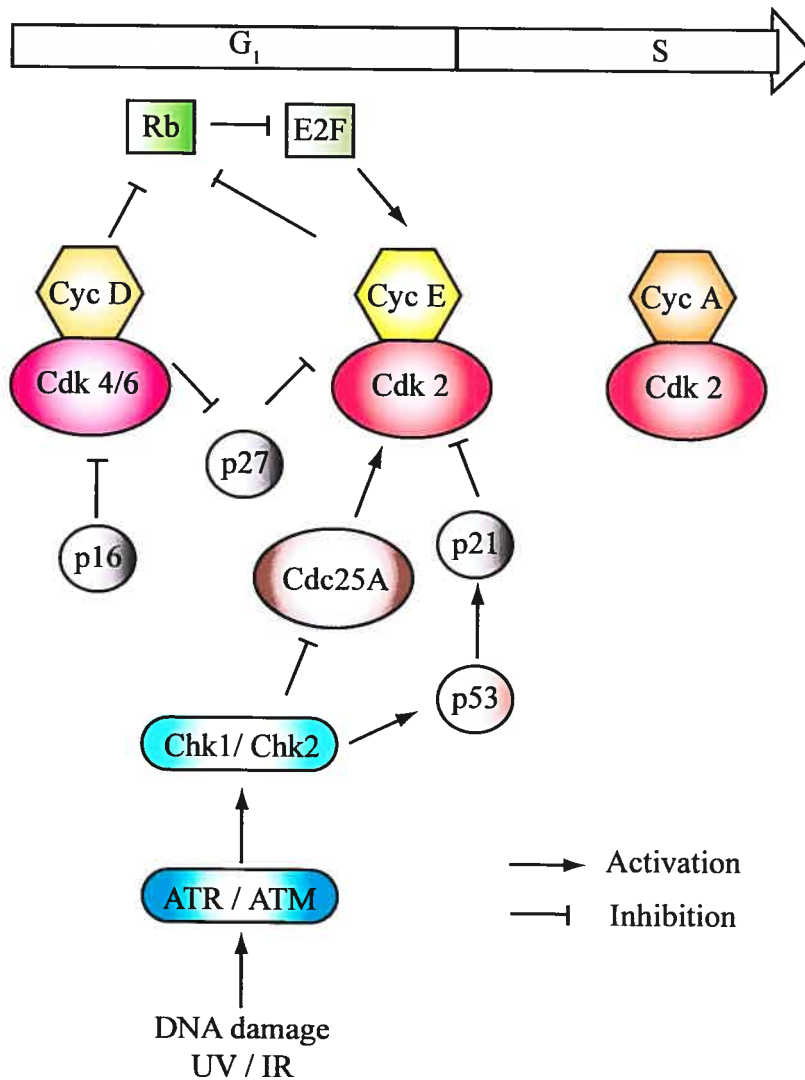 G₁ S
Rb E2F
Cyc D Cyc E Cyc A
Cdk 4/6 Cdk 2 Cdk 2
p27
p16 Cdc25A p21
p53
Chk1/ Chk2
ATR / ATM
Activation
Inhibition
DNA damage
UV / IR